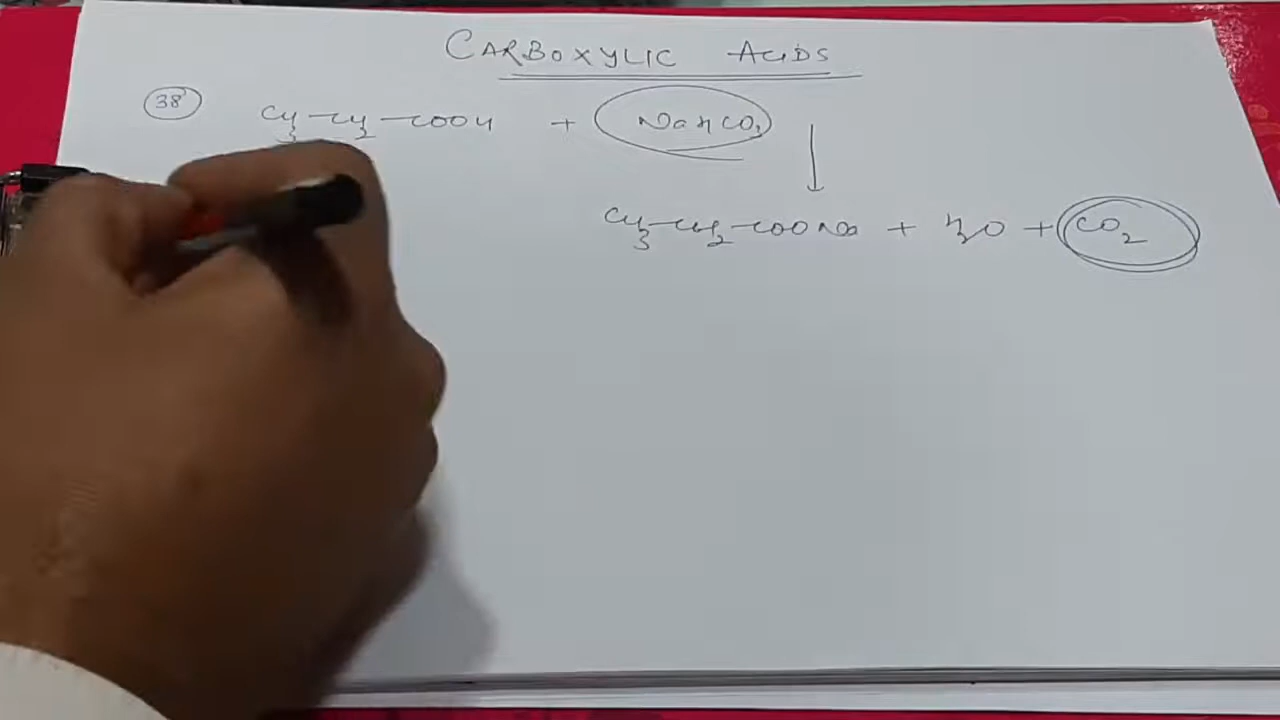 CARBOXYLIC ACIDS
38 CH3-CH2-COOH + NaHCO3
CH3-CH2-COONa + H2O + CO2